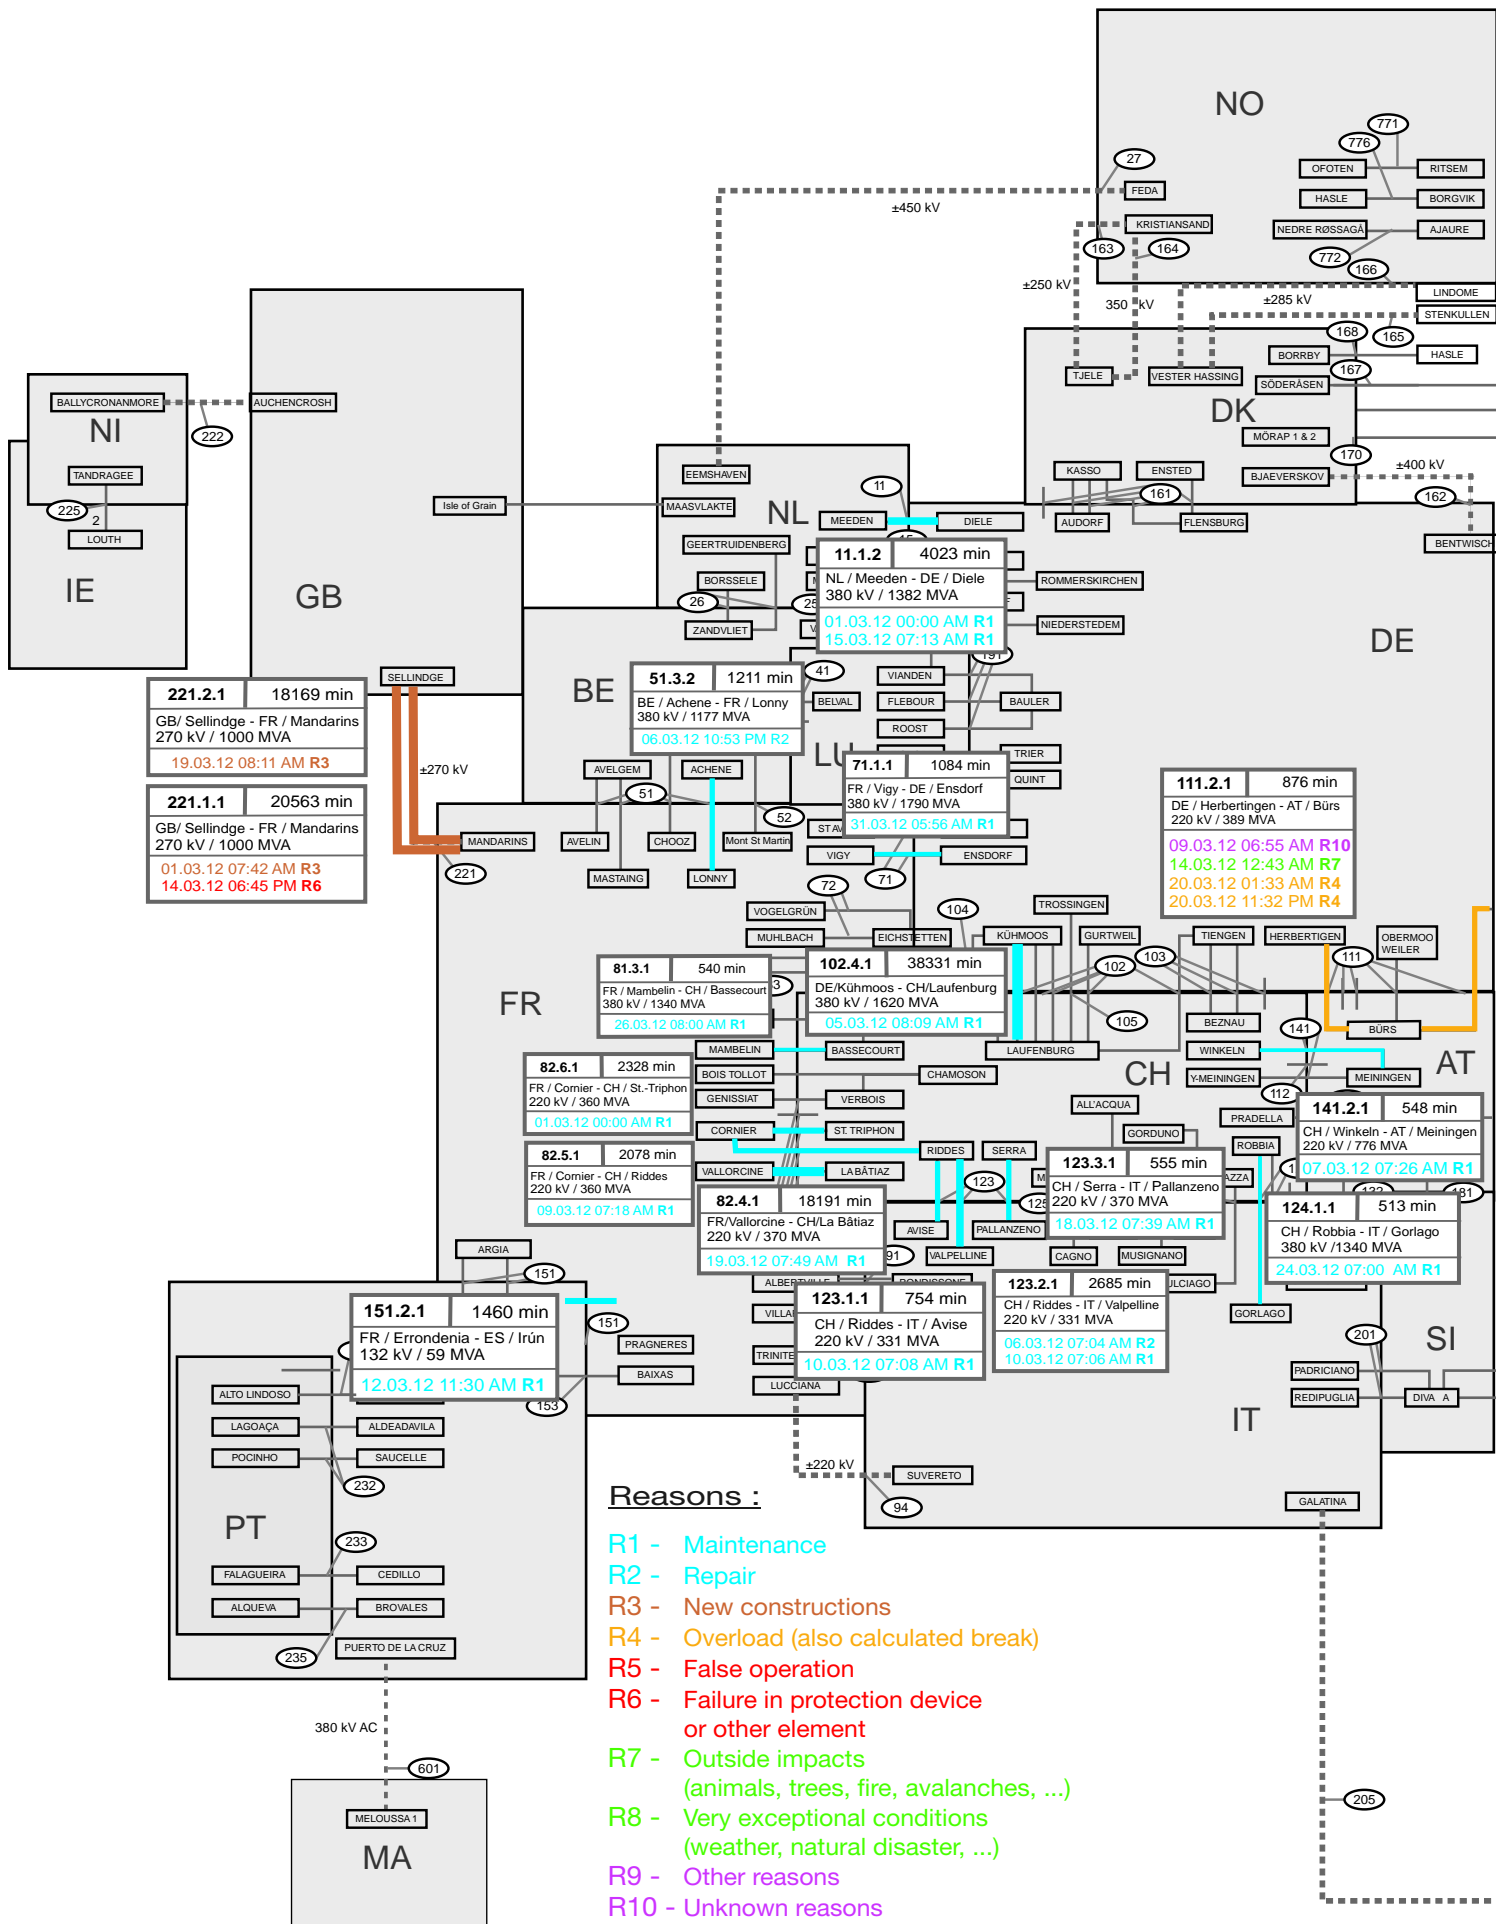 NO
771
776
27
OFOTEN
RITSEM
FEDA
HASLE
BORGVIK
±450 kV
KRISTIANSAND
NEDRE RØSSAGÅ
AJAURE
163
164
772
166
±250 kV
350 kV
±285 kV
LINDOME
STENKULLEN
168
165
BORRBY
HASLE
167
TJELE
VESTER HASSING
SÖDERÅSEN
BALLYCRONANMORE
AUCHENCROSH
DK
NI
222
MÖRAP 1 & 2
170
±400 kV
TANDRAGEE
EEMSHAVEN
KASSO
ENSTED
BJAEVERSKOV
11
161
162
Isle of Grain
MAASVLAKTE
NL
225
2
MEEDEN
DIELE
AUDORF
FLENSBURG
LOUTH
GEERTRUIDENBERG
BENTWISCH
11.1.2 4023 min
NL / Meeden - DE / Diele
380 kV / 1382 MVA
01.03.12 00:00 AM R1
15.03.12 07:13 AM R1
IE
GB
BORSSELE
ROMMERSKIRCHEN
26
ZANDVLIET
NIEDERSTEDEM
DE
SELLINDGE
BE
41
VIANDEN
51.3.2 1211 min
BE / Achene - FR / Lonny
380 kV / 1177 MVA
06.03.12 10:53 PM R2
BELVAL
FLEBOUR
BAULER
ROOST
221.2.1 18169 min
GB/ Sellindge - FR / Mandarins
270 kV / 1000 MVA
19.03.12 08:11 AM R3
TRIER
QUINT
71.1.1 1084 min
FR / Vigy - DE / Ensdorf
380 kV / 1790 MVA
31.03.12 05:56 AM R1
±270 kV
AVELGEM
ACHENE
51
52
221.1.1 20563 min
GB/ Sellindge - FR / Mandarins
270 kV / 1000 MVA
01.03.12 07:42 AM R3
14.03.12 06:45 PM R6
111.2.1 876 min
DE / Herbertingen - AT / Bürs
220 kV / 389 MVA
09.03.12 06:55 AM R10
14.03.12 12:43 AM R7
20.03.12 01:33 AM R4
20.03.12 11:32 PM R4
MANDARINS
AVELIN
CHOOZ
Mont St Martin
VIGY
ENSDORF
221
MASTAING
LONNY
71
72
VOGELGRÜN
104
TROSSINGEN
MUHLBACH
EICHSTETTEN
KÜHMOOS
GURTWEIL
TIENGEN
HERBERTIGEN
OBERMOO
WEILER
102
103
111
81.3.1 540 min
FR / Mambelin - CH / Bassecourt
380 kV / 1340 MVA
26.03.12 08:00 AM R1
102.4.1 38331 min
DE/Kühmoos - CH/Laufenburg
380 kV / 1620 MVA
05.03.12 08:09 AM R1
FR
105
BEZNAU
141
BÜRS
MAMBELIN
BASSECOURT
LAUFENBURG
WINKELN
82.6.1 2328 min
FR / Cornier - CH / St.-Triphon
220 kV / 360 MVA
01.03.12 00:00 AM R1
BOIS TOLLOT
CHAMOSON
CH
Y-MEININGEN
MEININGEN
AT
GENISSIAT
VERBOIS
112
ALL'ACQUA
CORNIER
ST. TRIPHON
GORDUNO
PRADELLA
141.2.1 548 min
CH / Winkeln - AT / Meiningen
220 kV / 776 MVA
07.03.12 07:26 AM R1
82.5.1 2078 min
FR / Cornier - CH / Riddes
220 kV / 360 MVA
09.03.12 07:18 AM R1
RIDDES
SERRA
ROBBIA
VALLORCINE
LA BÂTIAZ
123.3.1 555 min
CH / Serra - IT / Pallanzeno
220 kV / 370 MVA
18.03.12 07:39 AM R1
123
82.4.1 18191 min
FR/Vallorcine - CH/La Bâtiaz
220 kV / 370 MVA
19.03.12 07:49 AM R1
AVISE
PALLANZENO
124.1.1 513 min
CH / Robbia - IT / Gorlago
380 kV /1340 MVA
24.03.12 07:00 AM R1
ARGIA
VALPELLINE
CAGNO
MUSIGNANO
151
123.1.1 754 min
CH / Riddes - IT / Avise
220 kV / 331 MVA
10.03.12 07:08 AM R1
123.2.1 2685 min
CH / Riddes - IT / Valpelline
220 kV / 331 MVA
06.03.12 07:04 AM R2
10.03.12 07:06 AM R1
GORLAGO
151.2.1 1460 min
FR / Errondenia - ES / Irún
132 kV / 59 MVA
12.03.12 11:30 AM R1
151
PRAGNERES
BAIXAS
201
SI
PADRICIANO
LUCCIANA
ALTO LINDOSO
153
REDIPUGLIA
DIVA A
LAGOAÇA
ALDEADAVILA
IT
POCINHO
SAUCELLE
±220 kV
SUVERETO
232
94
GALATINA
PT
233
FALAGUEIRA
CEDILLO
ALQUEVA
BROVALES
235
PUERTO DE LA CRUZ
380 kV AC
601
205
MELOUSSA 1
MA
Reasons :
R1 - Maintenance
R2 - Repair
R3 - New constructions
R4 - Overload (also calculated break)
R5 - False operation
R6 - Failure in protection device
or other element
R7 - Outside impacts
(animals, trees, fire, avalanches, ...)
R8 - Very exceptional conditions
(weather, natural disaster, ...)
R9 - Other reasons
R10 - Unknown reasons